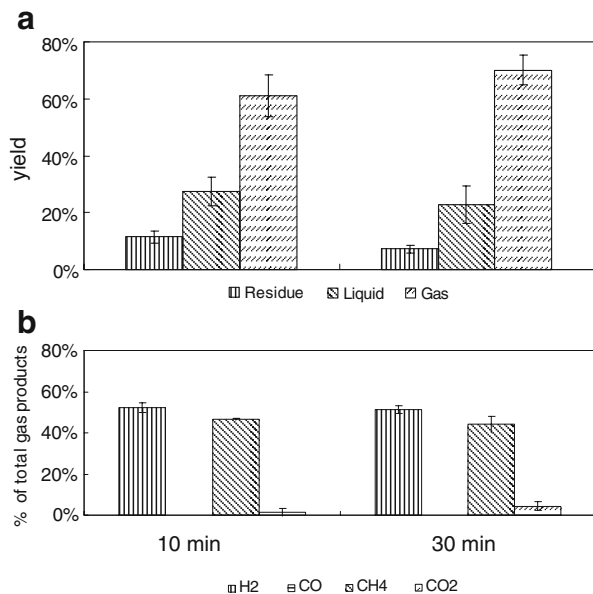 a
80%
60%
40%
20%
0%
yield
Residue Liquid Gas
b
80%
60%
40%
20%
0%
% of total gas products
10 min 30 min
H2 CO CH4 CO2